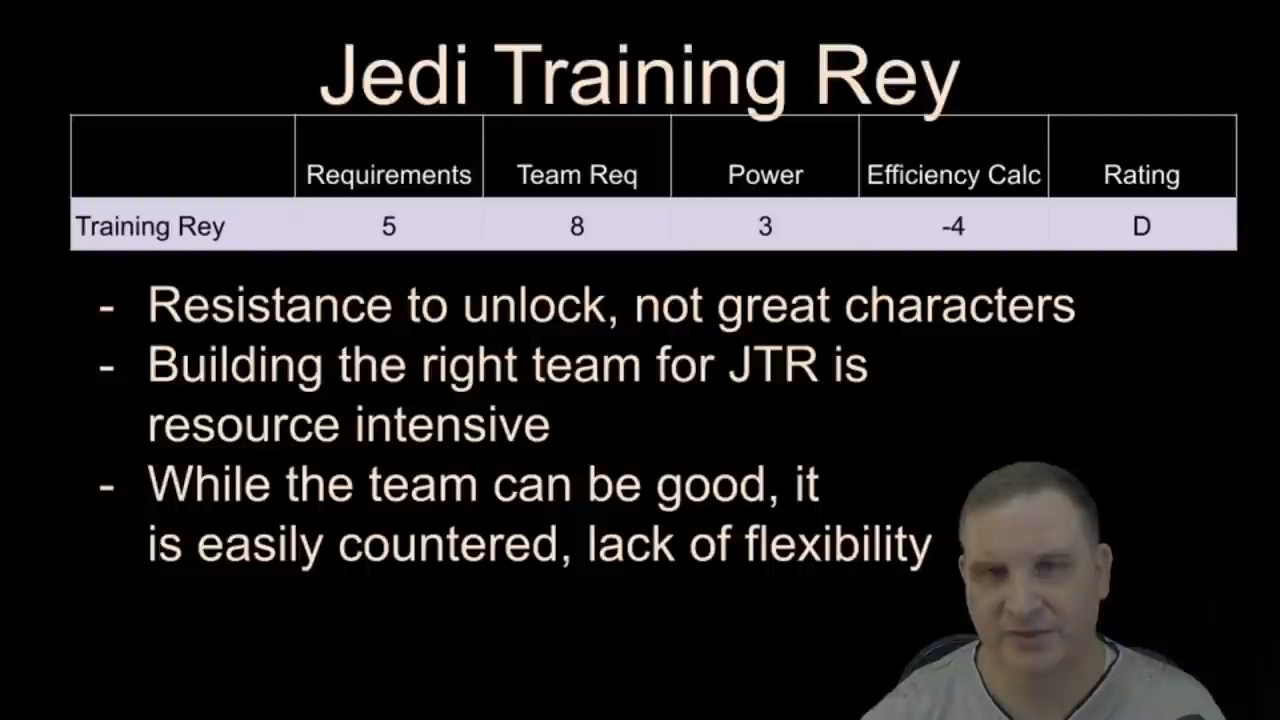 Jedi Training Rey
Requirements Team Req Power Efficiency Calc Rating
Training Rey 5 8 3 -4 D
- Resistance to unlock, not great characters
- Building the right team for JTR is
resource intensive
- While the team can be good, it
is easily countered, lack of flexibility